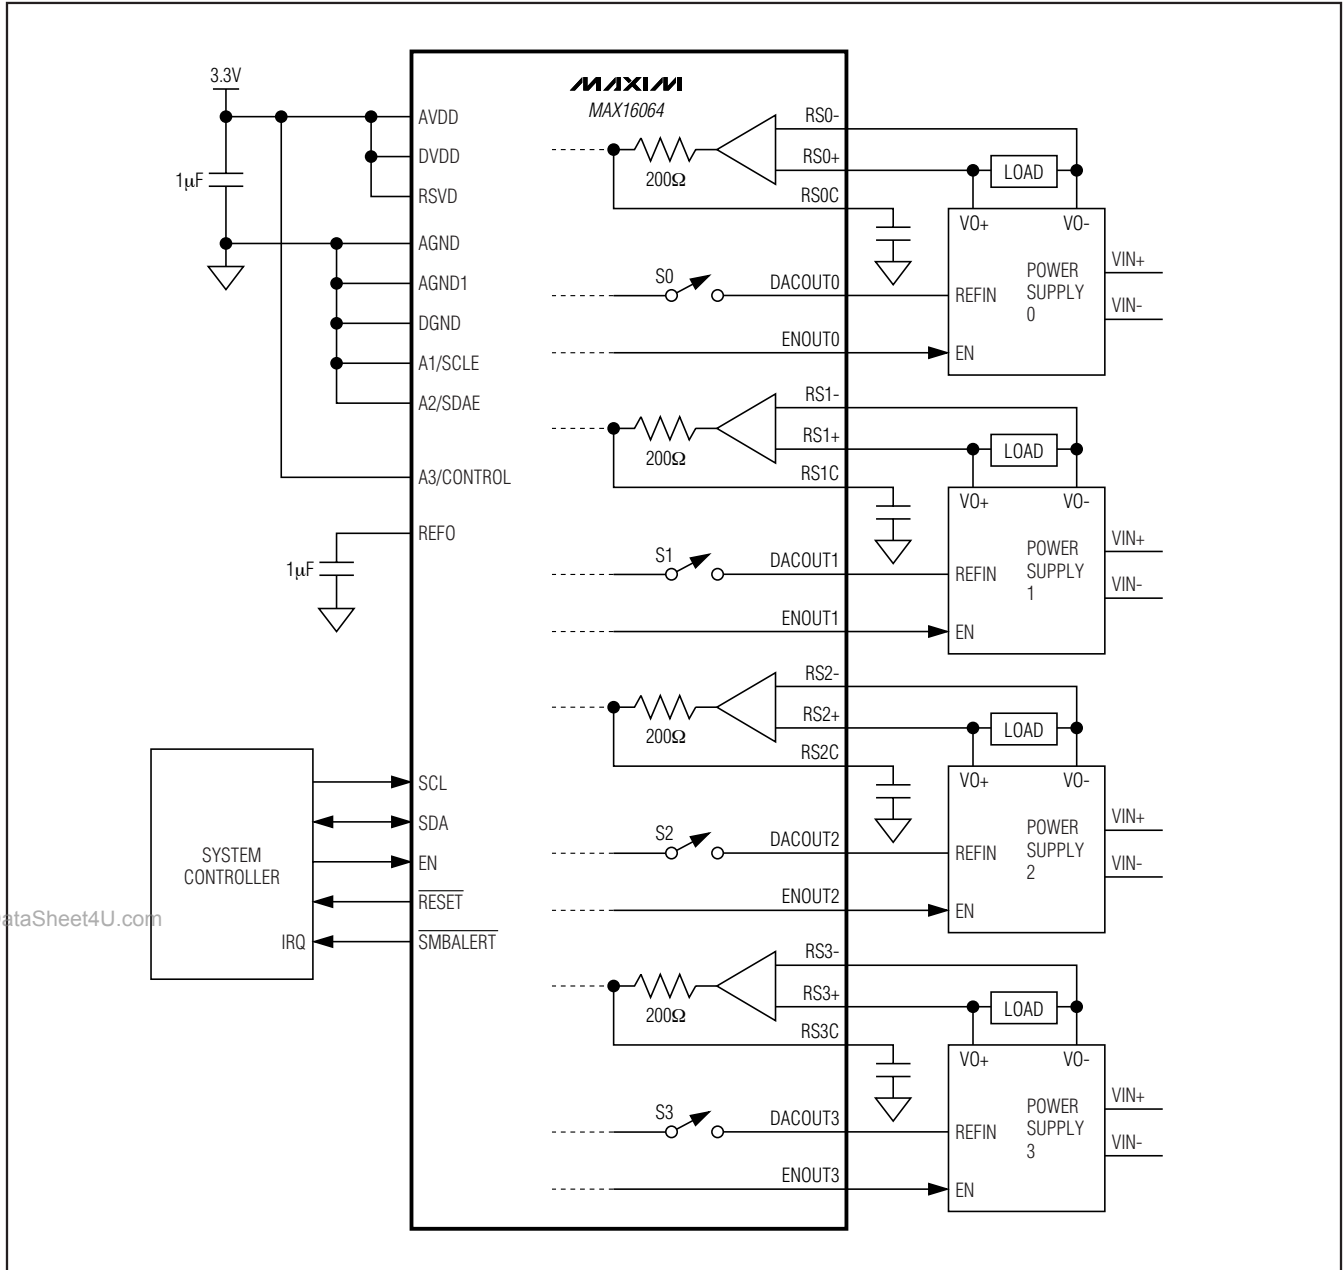 3.3V
1µF
AVDD
DVDD
RSVD
AGND
AGND1
DGND
A1/SCLE
A2/SDAE
A3/CONTROL
REFO
1µF
SYSTEM
CONTROLLER
IRQ
SCL
SDA
EN
RESET
SMBALERT
MAXIM
MAX16064
200Ω
RS0-
RS0+
RS0C
LOAD
VO+
VO-
S0
DACOUT0
REFIN
POWER
SUPPLY
0
VIN+
VIN-
ENOUT0
EN
200Ω
RS1-
RS1+
RS1C
LOAD
VO+
VO-
S1
DACOUT1
REFIN
POWER
SUPPLY
1
VIN+
VIN-
ENOUT1
EN
200Ω
RS2-
RS2+
RS2C
LOAD
VO+
VO-
S2
DACOUT2
REFIN
POWER
SUPPLY
2
VIN+
VIN-
ENOUT2
EN
200Ω
RS3-
RS3+
RS3C
LOAD
VO+
VO-
S3
DACOUT3
REFIN
POWER
SUPPLY
3
VIN+
VIN-
ENOUT3
EN
ataSheet4U.com